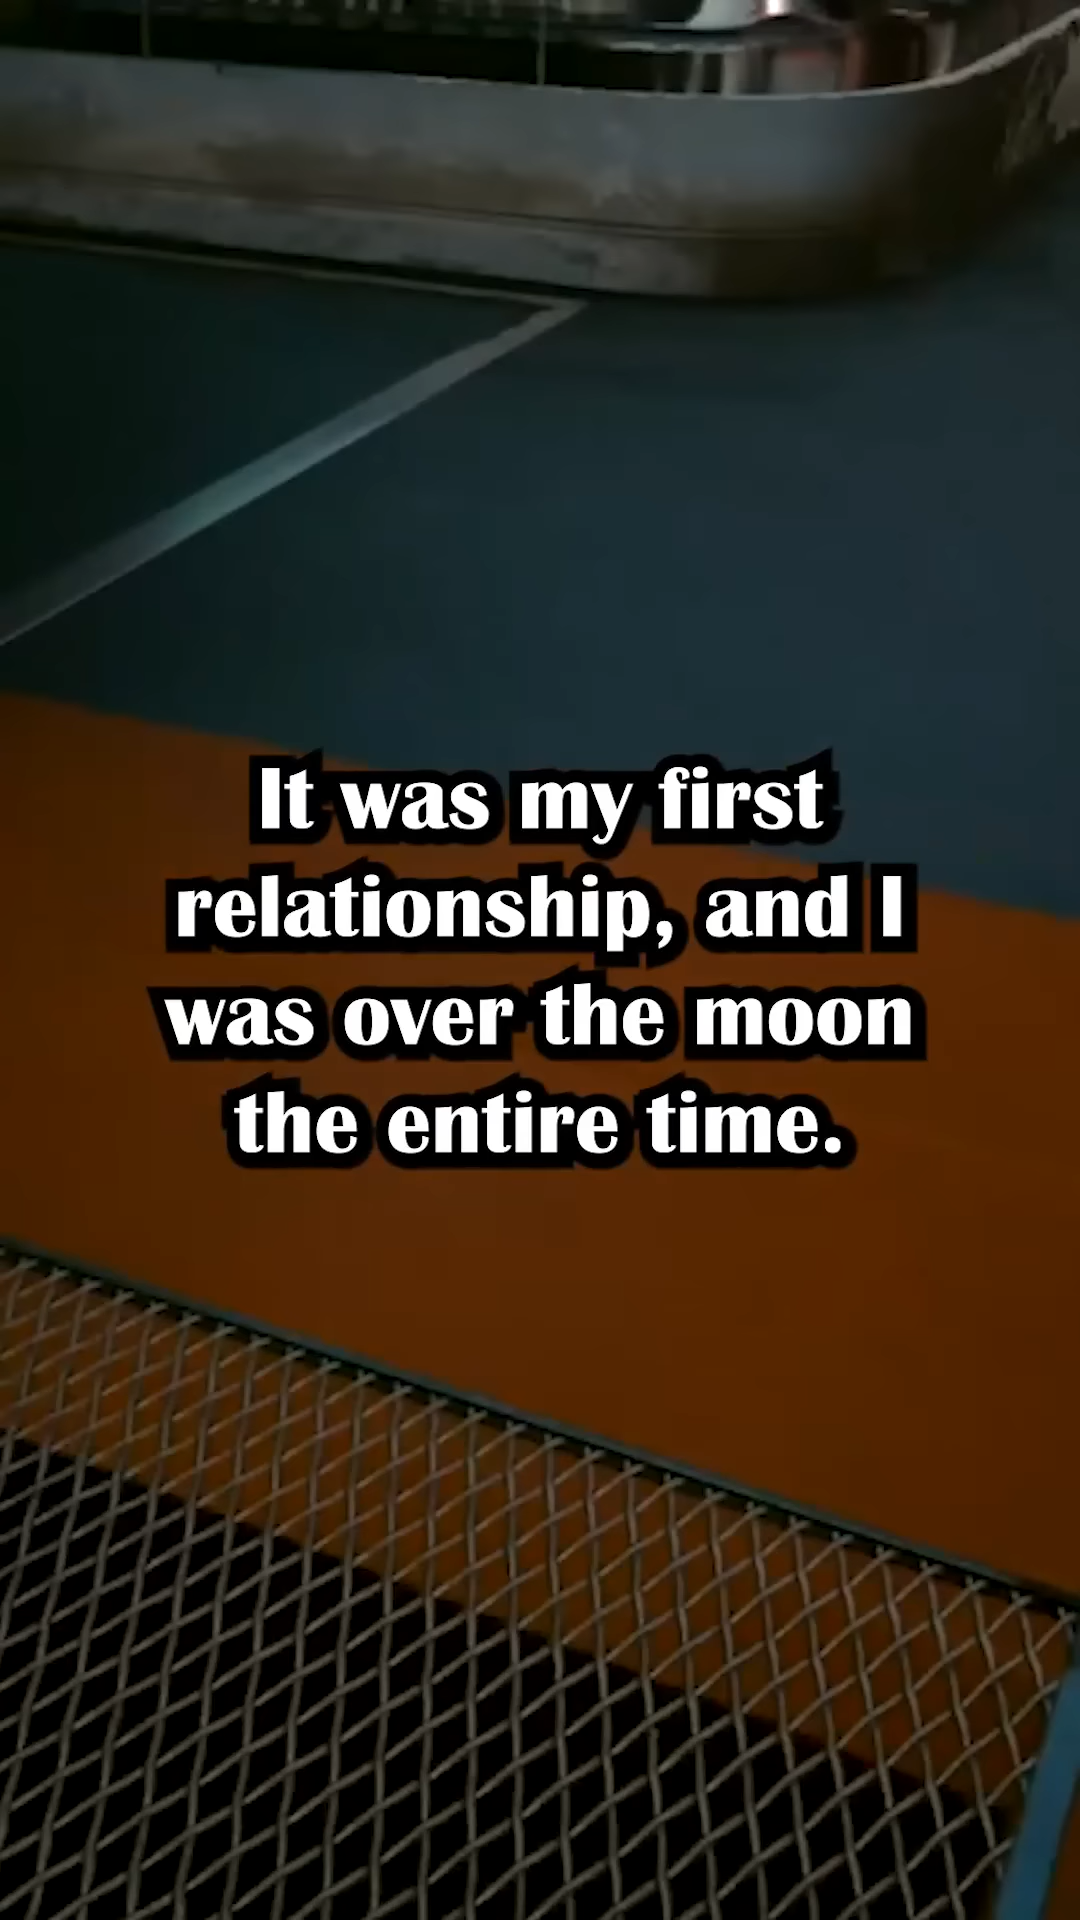 It was my first
relationship, and I
was over the moon
the entire time.